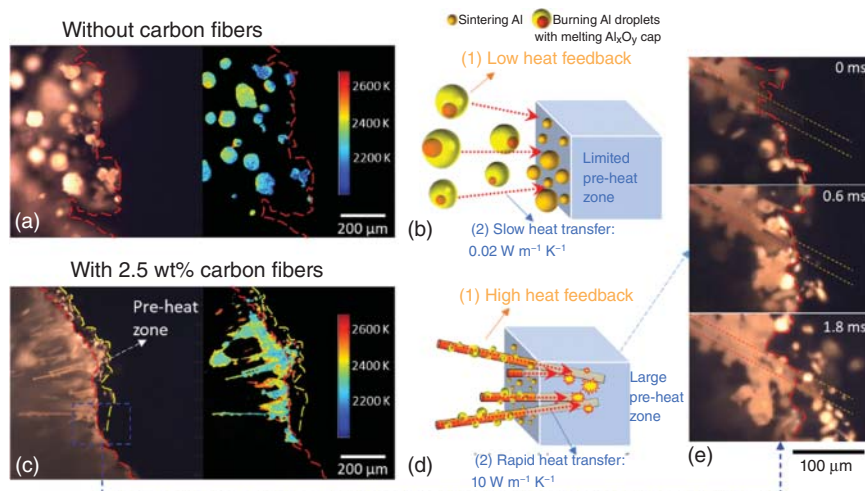 Without carbon fibers
2600 K
2400 K
2200 K
(a)
200 μm
Sintering Al
Burning Al droplets
with melting AlxOy cap
(1) Low heat feedback
Limited
pre-heat
zone
(b)
(2) Slow heat transfer:
0.02 W m⁻¹ K⁻¹
With 2.5 wt% carbon fibers
Pre-heat
zone
2600 K
2400 K
2200 K
(c)
200 μm
(1) High heat feedback
Large
pre-heat
zone
(d)
(2) Rapid heat transfer:
10 W m⁻¹ K⁻¹
0 ms
0.6 ms
1.8 ms
(e)
100 μm